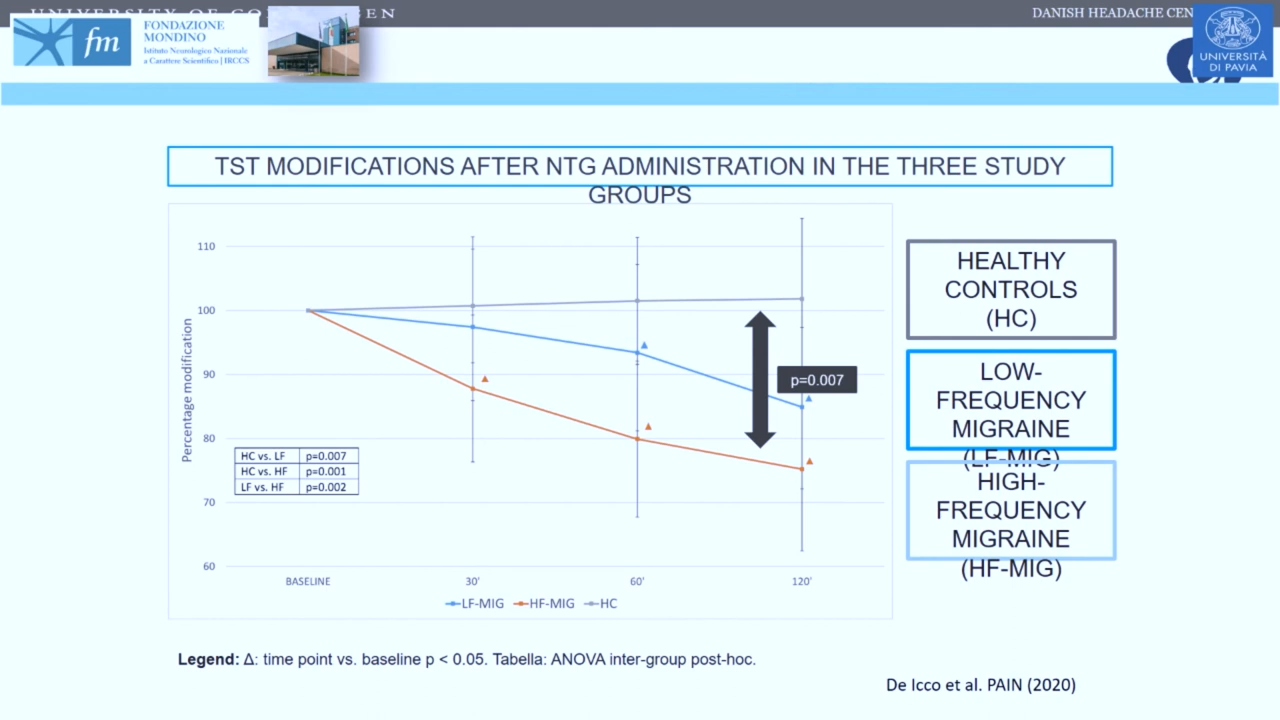 UNIVERSITY OF
DANISH HEADACHE CEN
fm
FONDAZIONE
MONDINO
Istituto Neurologico Nazionale
a Carattere Scientifico | IRCCS
UNIVERSITÀ
DI PAVIA
TST MODIFICATIONS AFTER NTG ADMINISTRATION IN THE THREE STUDY
GROUPS
110
100
90
80
70
60
Percentage modification
p=0.007
HC vs. LF p=0.007
HC vs. HF p=0.001
LF vs. HF p=0.002
BASELINE 30' 60' 120'
LF-MIG HF-MIG HC
HEALTHY
CONTROLS
(HC)
LOW-
FREQUENCY
MIGRAINE
(LF-MIG)
HIGH-
FREQUENCY
MIGRAINE
(HF-MIG)
Legend: Δ: time point vs. baseline p < 0.05. Tabella: ANOVA inter-group post-hoc.
De Icco et al. PAIN (2020)